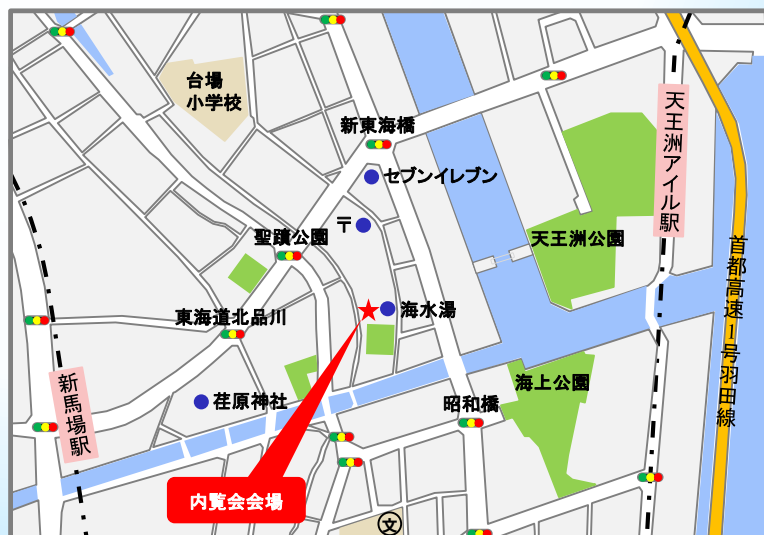 台場
小学校
新東海橋
セブンイレブン
天王洲アイル駅
〒
聖蹟公園
天王洲公園
首都高速1号羽田線
海水湯
東海道北品川
新馬場駅
荏原神社
海上公園
昭和橋
内覧会会場
文